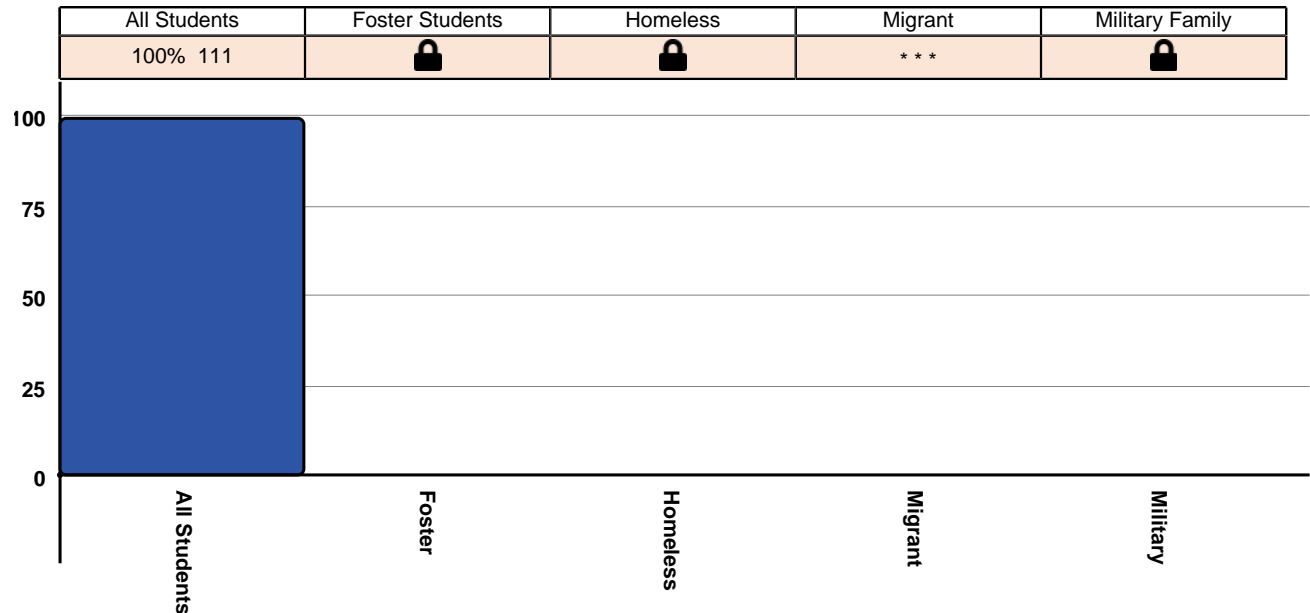 All Students Foster Students Homeless Migrant Military Family
100% 111 * * *
100
75
50
25
0
All Students
Foster
Homeless
Migrant
Military